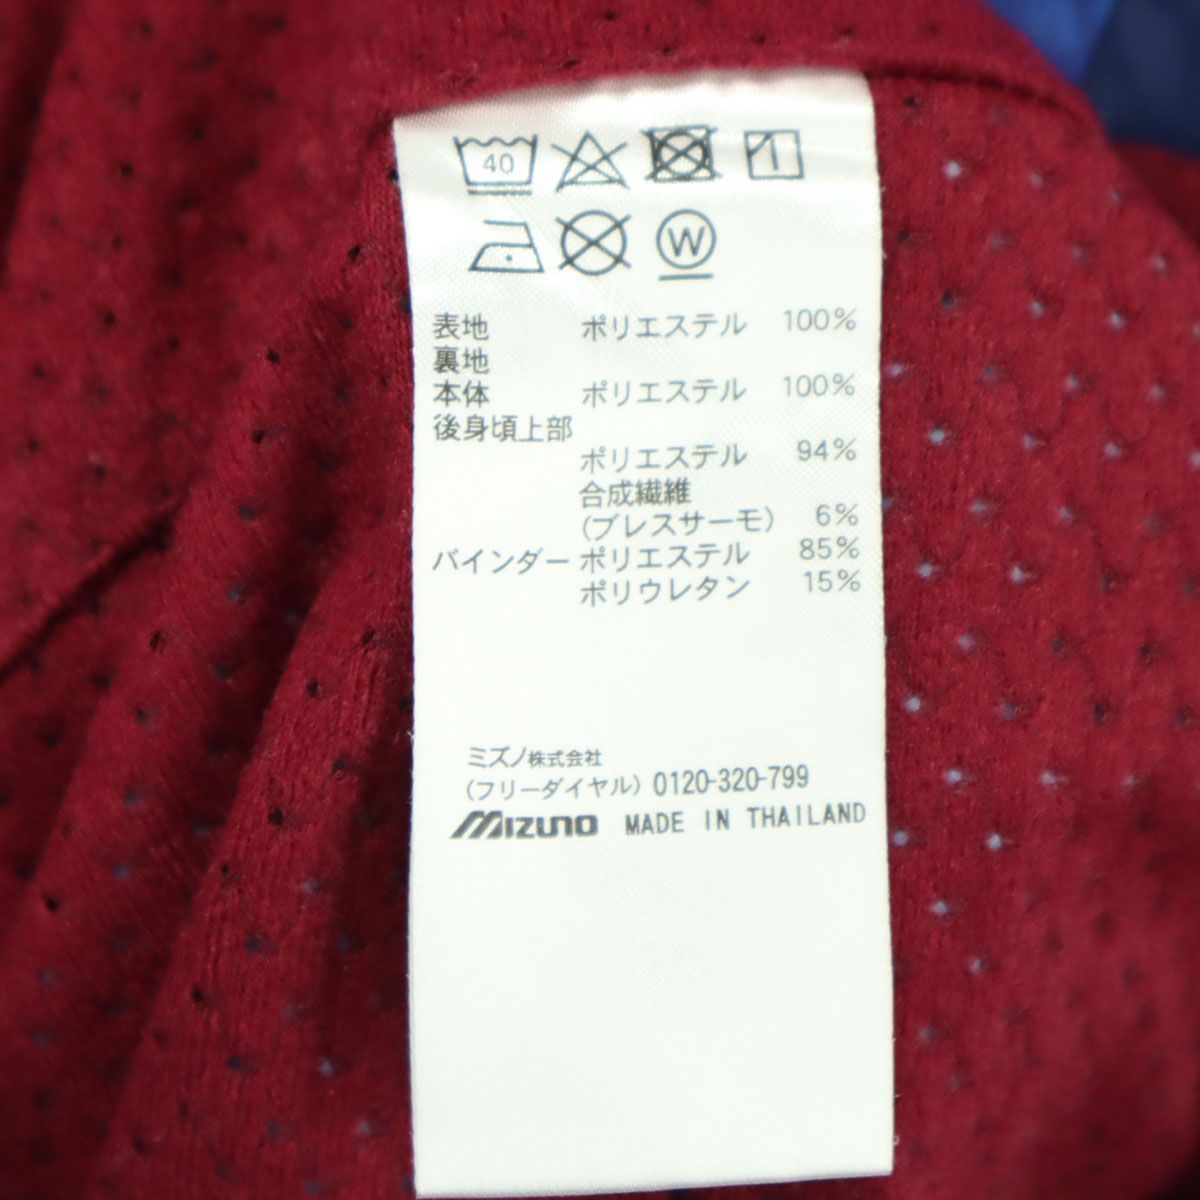 40
W
表地 ポリエステル 100%
裏地
本体 ポリエステル 100%
後身頃上部
ポリエステル 94%
合成繊維
(ブレスサーモ) 6%
バインダー ポリエステル 85%
ポリウレタン 15%
ミズノ株式会社
(フリーダイヤル) 0120-320-799
MIZUNO MADE IN THAILAND